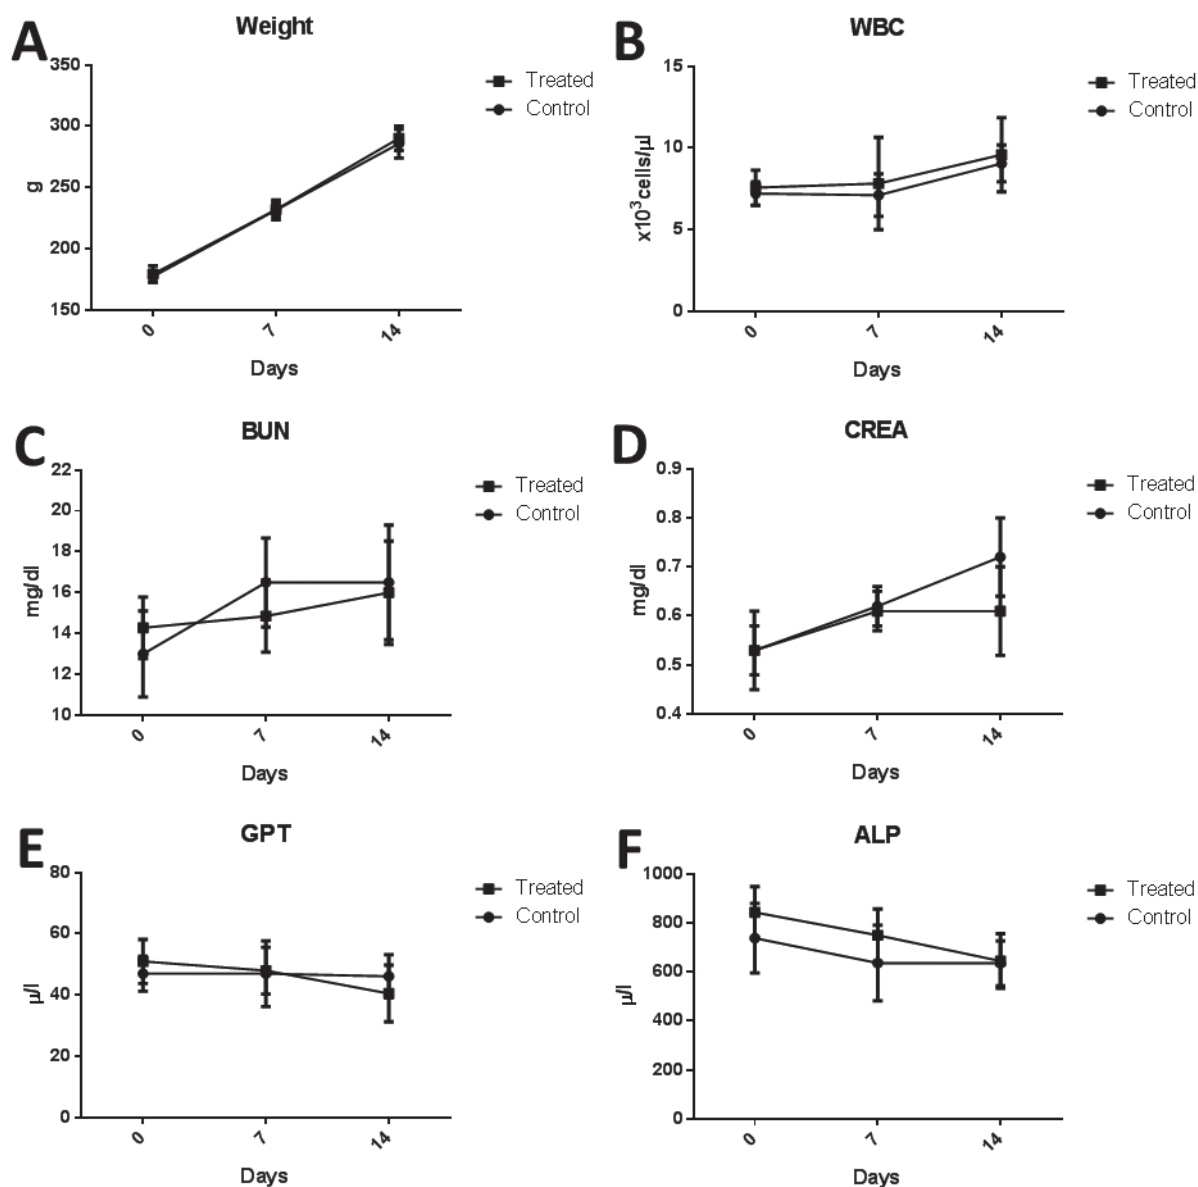 A
Weight
350
300
250
200
150
g
0
7
14
Days
Treated
Control
B
WBC
15
10
5
0
x10³cells/µl
0
7
14
Days
Treated
Control
C
BUN
22
20
18
16
14
12
10
mg/dl
0
7
14
Days
Treated
Control
D
CREA
0.9
0.8
0.7
0.6
0.5
0.4
mg/dl
0
7
14
Days
Treated
Control
E
GPT
80
60
40
20
0
µ/l
0
7
14
Days
Treated
Control
F
ALP
1000
800
600
400
200
0
µ/l
0
7
14
Days
Treated
Control